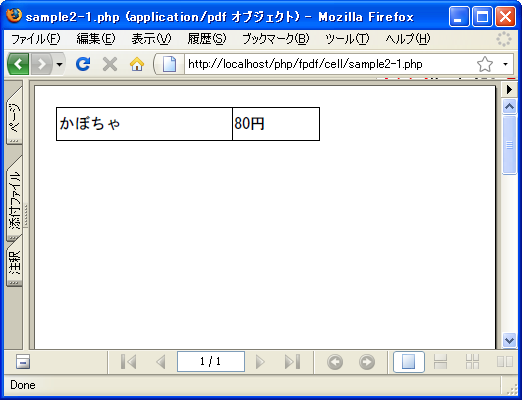 sample2-1.php (application/pdf オブジェクト) - Mozilla Firefox
ファイル(F) 編集(E) 表示(V) 履歴(S) ブックマーク(B) ツール(T) ヘルプ(H)
http://localhost/php/fpdf/cell/sample2-1.php
ページ
添付ファイル
注釈
かぼちゃ 80円
1 / 1
Done